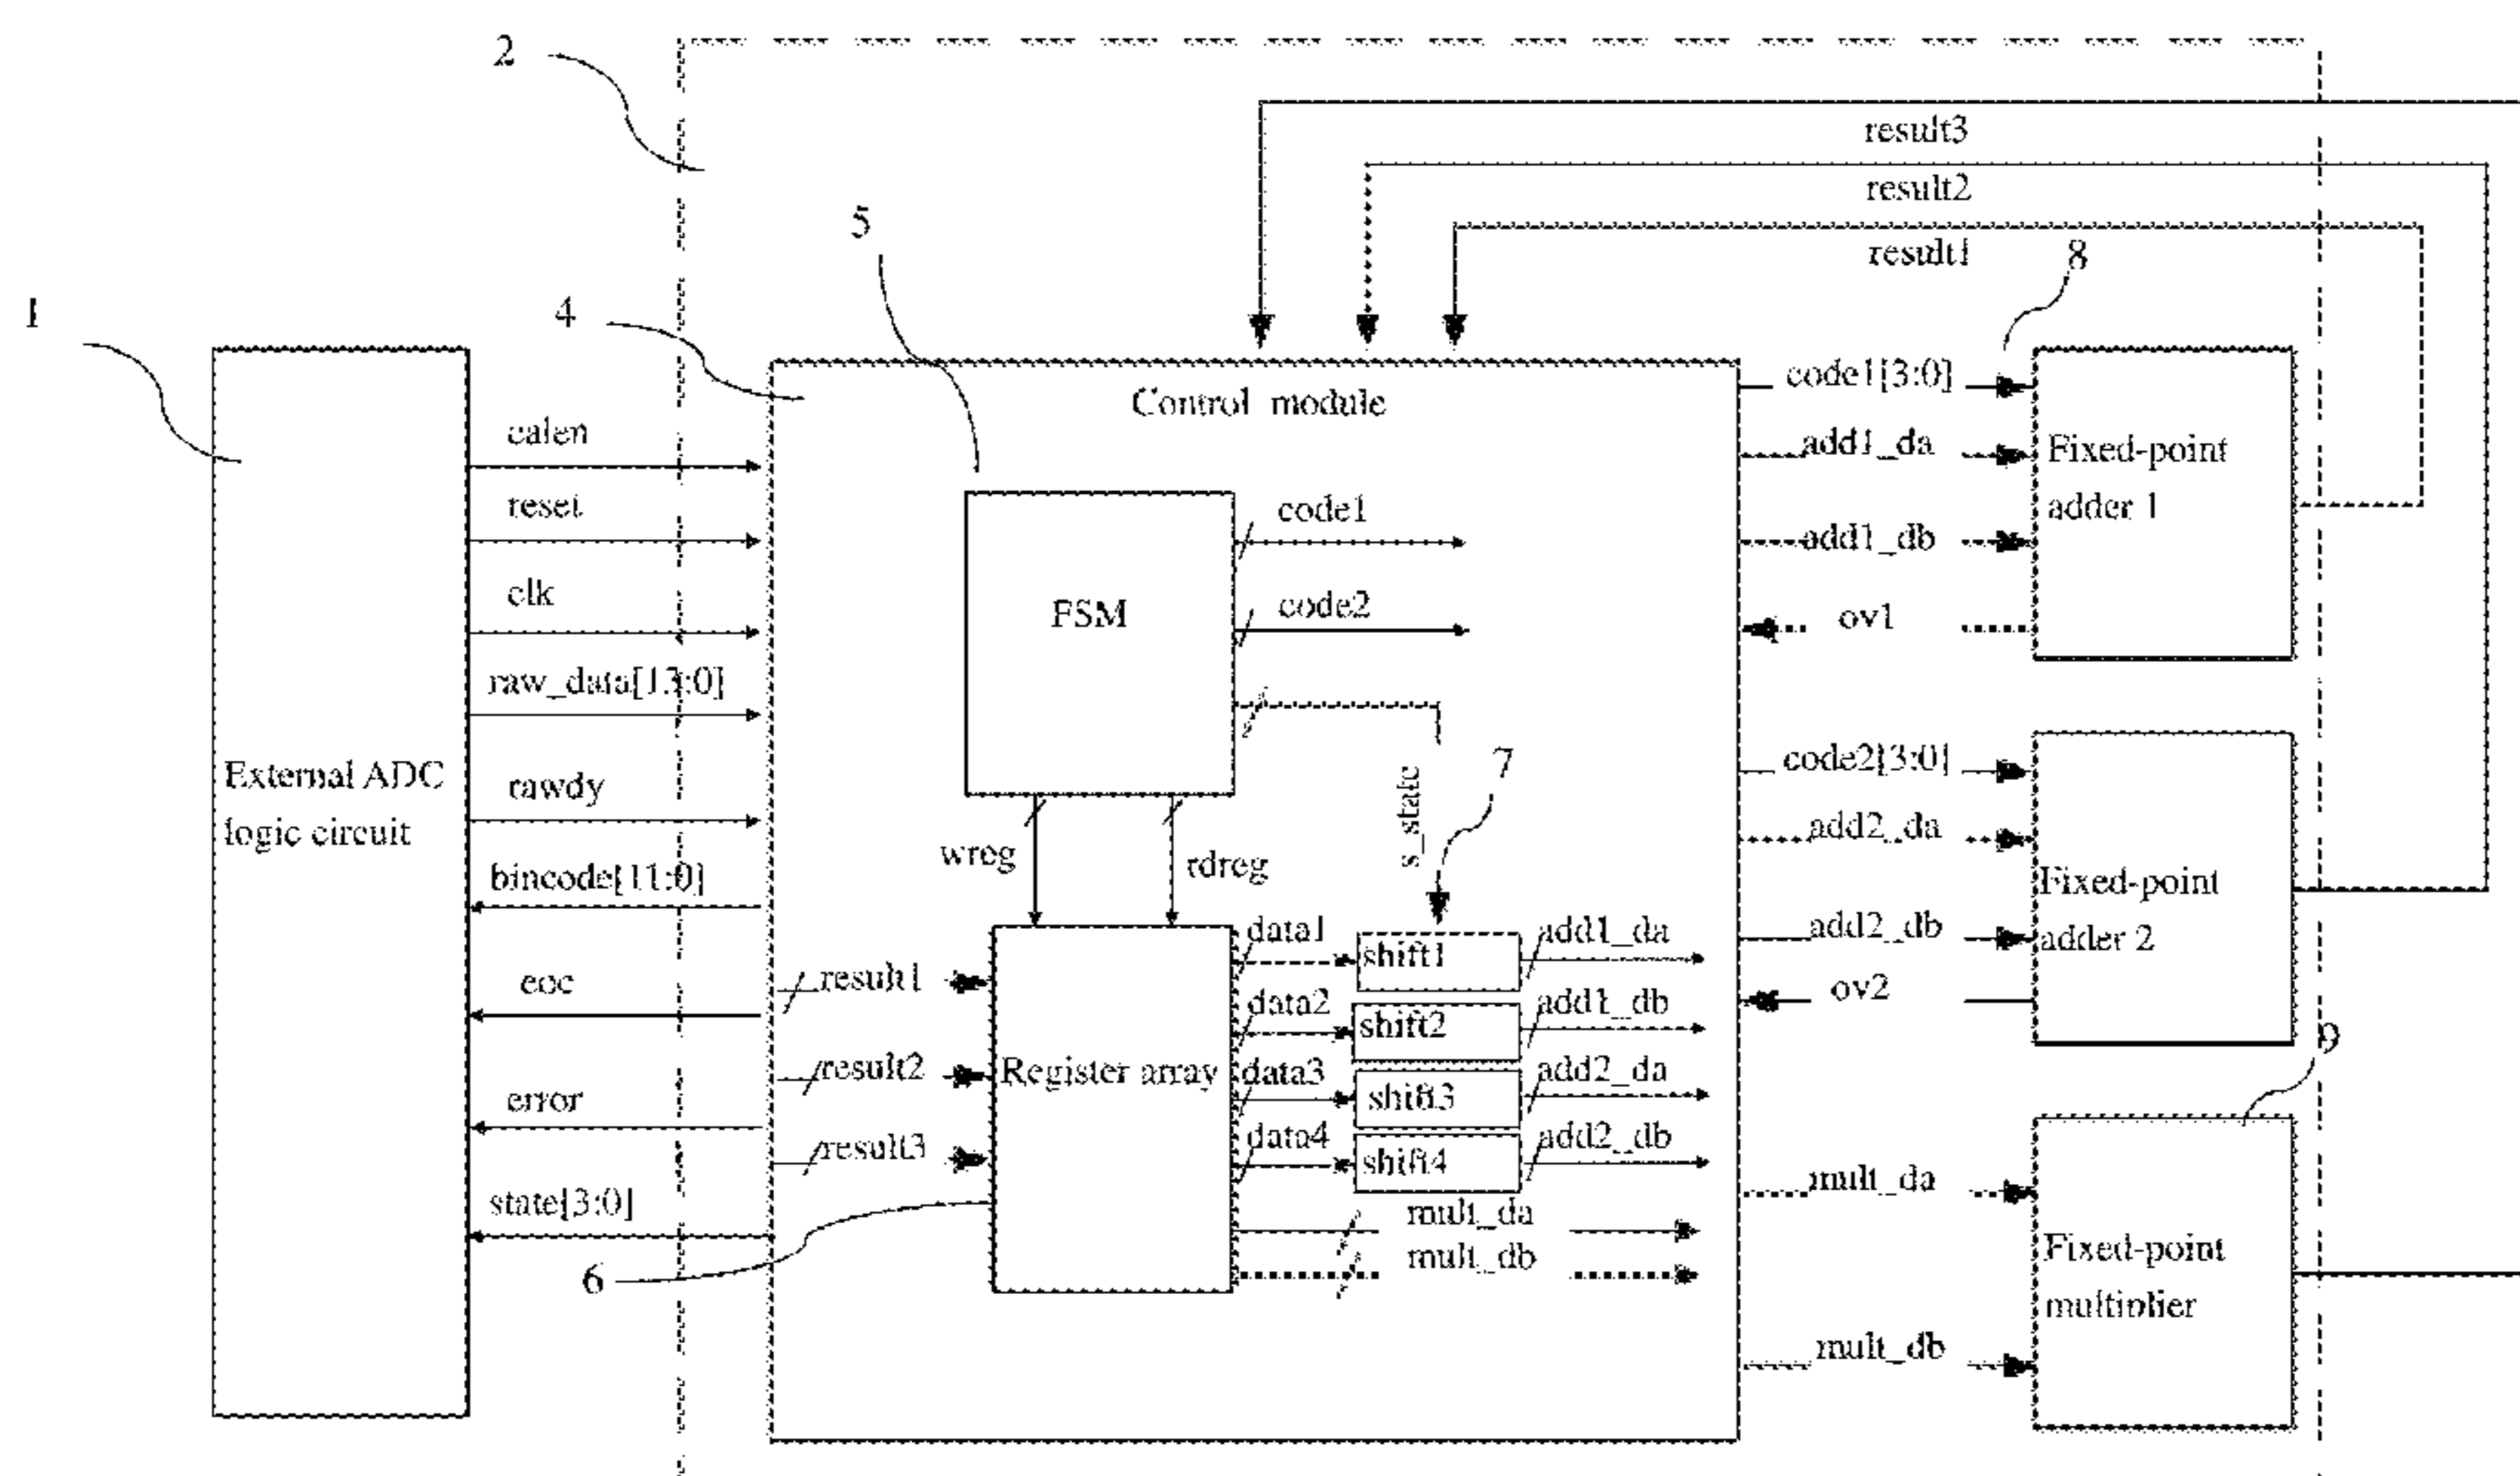 2
result3
result2
result1
5
8
1
4
Control module
code1[3:0]
add1_da
Fixed-point
adder 1
add1_db
ov1
calen
reset
clk
raw_data[13:0]
rawdy
bincode[11:0]
eoc
error
state[3:0]
External ADC
logic circuit
FSM
code1
code2
s_state
7
wreg
rdreg
code2[3:0]
add2_da
Fixed-point
adder 2
add2_db
ov2
9
result1
result2
result3
Register array
data1
data2
data3
data4
shift1
shift2
shift3
shift4
add1_da
add1_db
add2_da
add2_db
mult_da
mult_db
6
mult_da
Fixed-point
multiplier
mult_db